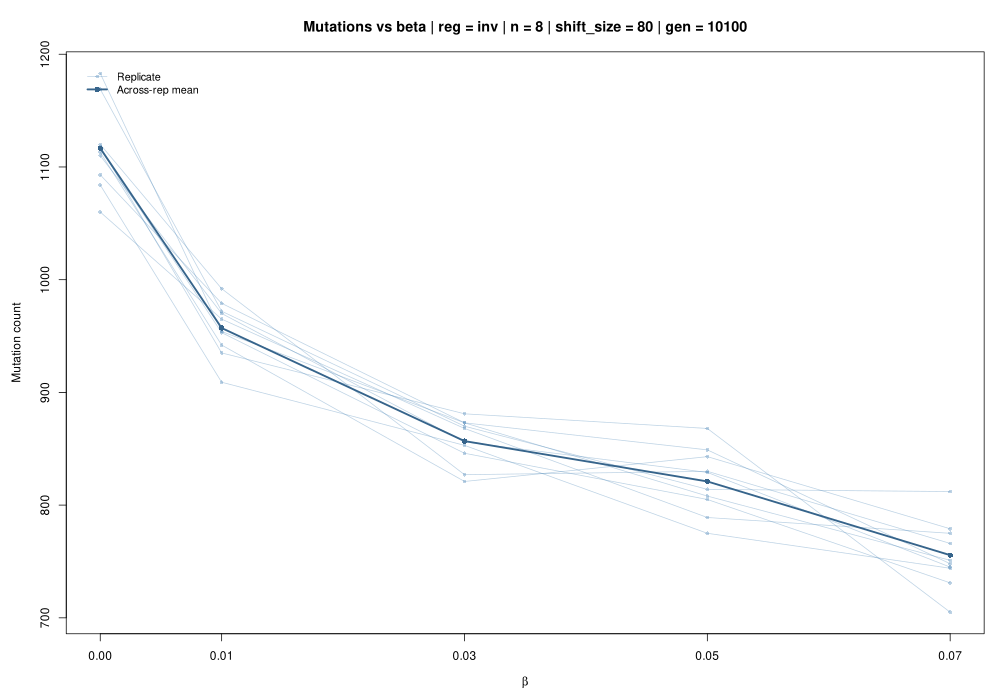 Mutations vs beta | reg = inv | n = 8 | shift_size = 80 | gen = 10100
Replicate
Across-rep mean
Mutation count
1200
1100
1000
900
800
700
0.00 0.01 0.03 0.05 0.07
β